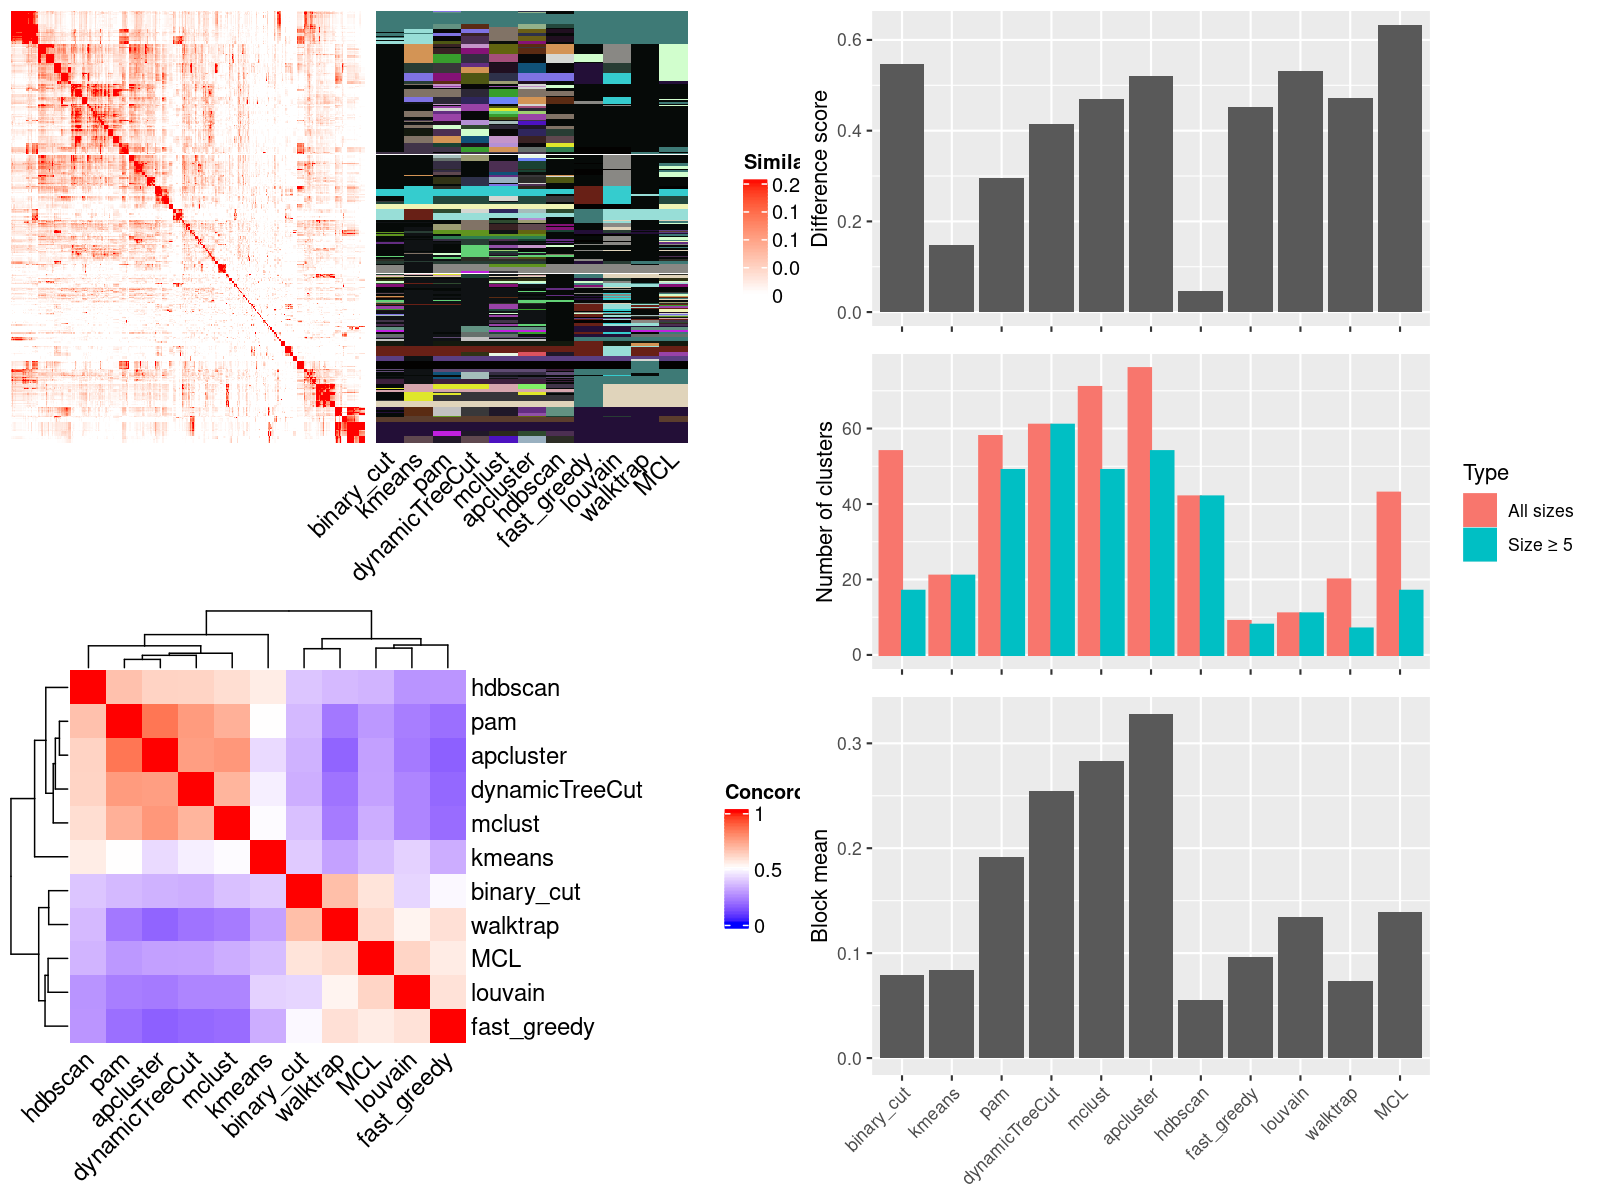 Simila
0.2
0.1
0.1
0.0
0
binary_cut
kmeans
pam
dynamicTreeCut
mclust
apcluster
hdbscan
fast_greedy
louvain
walktrap
MCL
hdbscan
pam
apcluster
dynamicTreeCut
mclust
kmeans
binary_cut
walktrap
MCL
louvain
fast_greedy
hdbscan
pam
apcluster
dynamicTreeCut
mclust
kmeans
binary_cut
walktrap
MCL
louvain
fast_greedy
Concord
1
0.5
0
Difference score
0.6
0.4
0.2
0.0
Number of clusters
60
40
20
0
Type
All sizes
Size ≥ 5
Block mean
0.3
0.2
0.1
0.0
binary_cut
kmeans
pam
dynamicTreeCut
mclust
apcluster
hdbscan
fast_greedy
louvain
walktrap
MCL